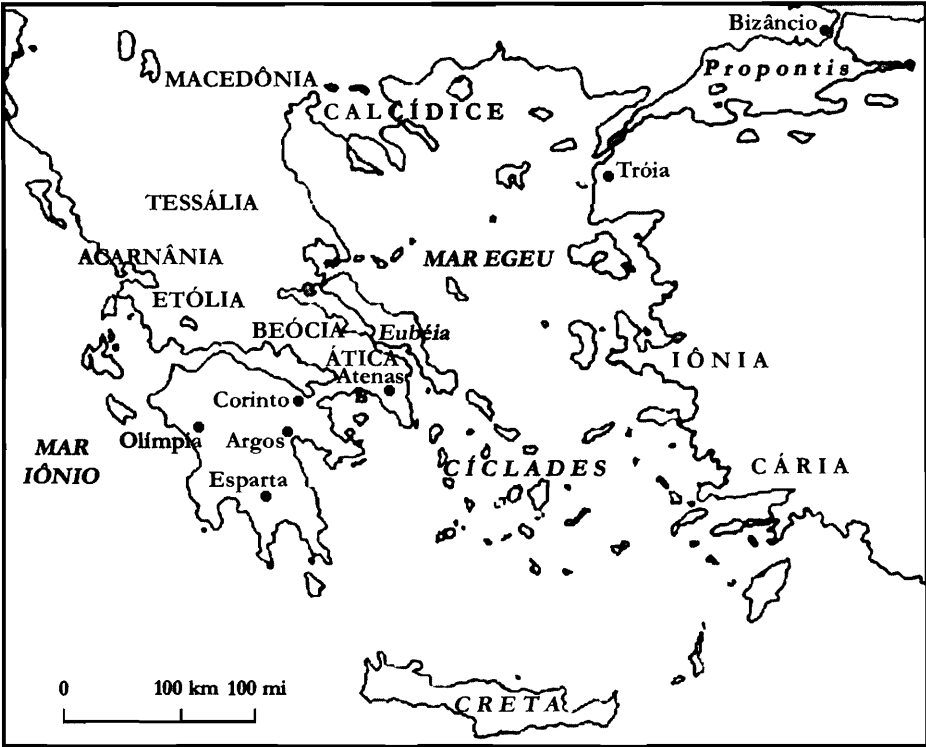 Bizâncio
Propontis
MACEDÔNIA
CALCÍDICE
Tróia
TESSÁLIA
ACARNÂNIA
MAR EGEU
ETÓLIA
BEÓCIA
Eubéia
ÁTICA
IÔNIA
Atenas
Corinto
Olímpia
Argos
MAR
IÔNIO
CÍCLADES
CÁRIA
Esparta
0 100 km 100 mi
CRETA